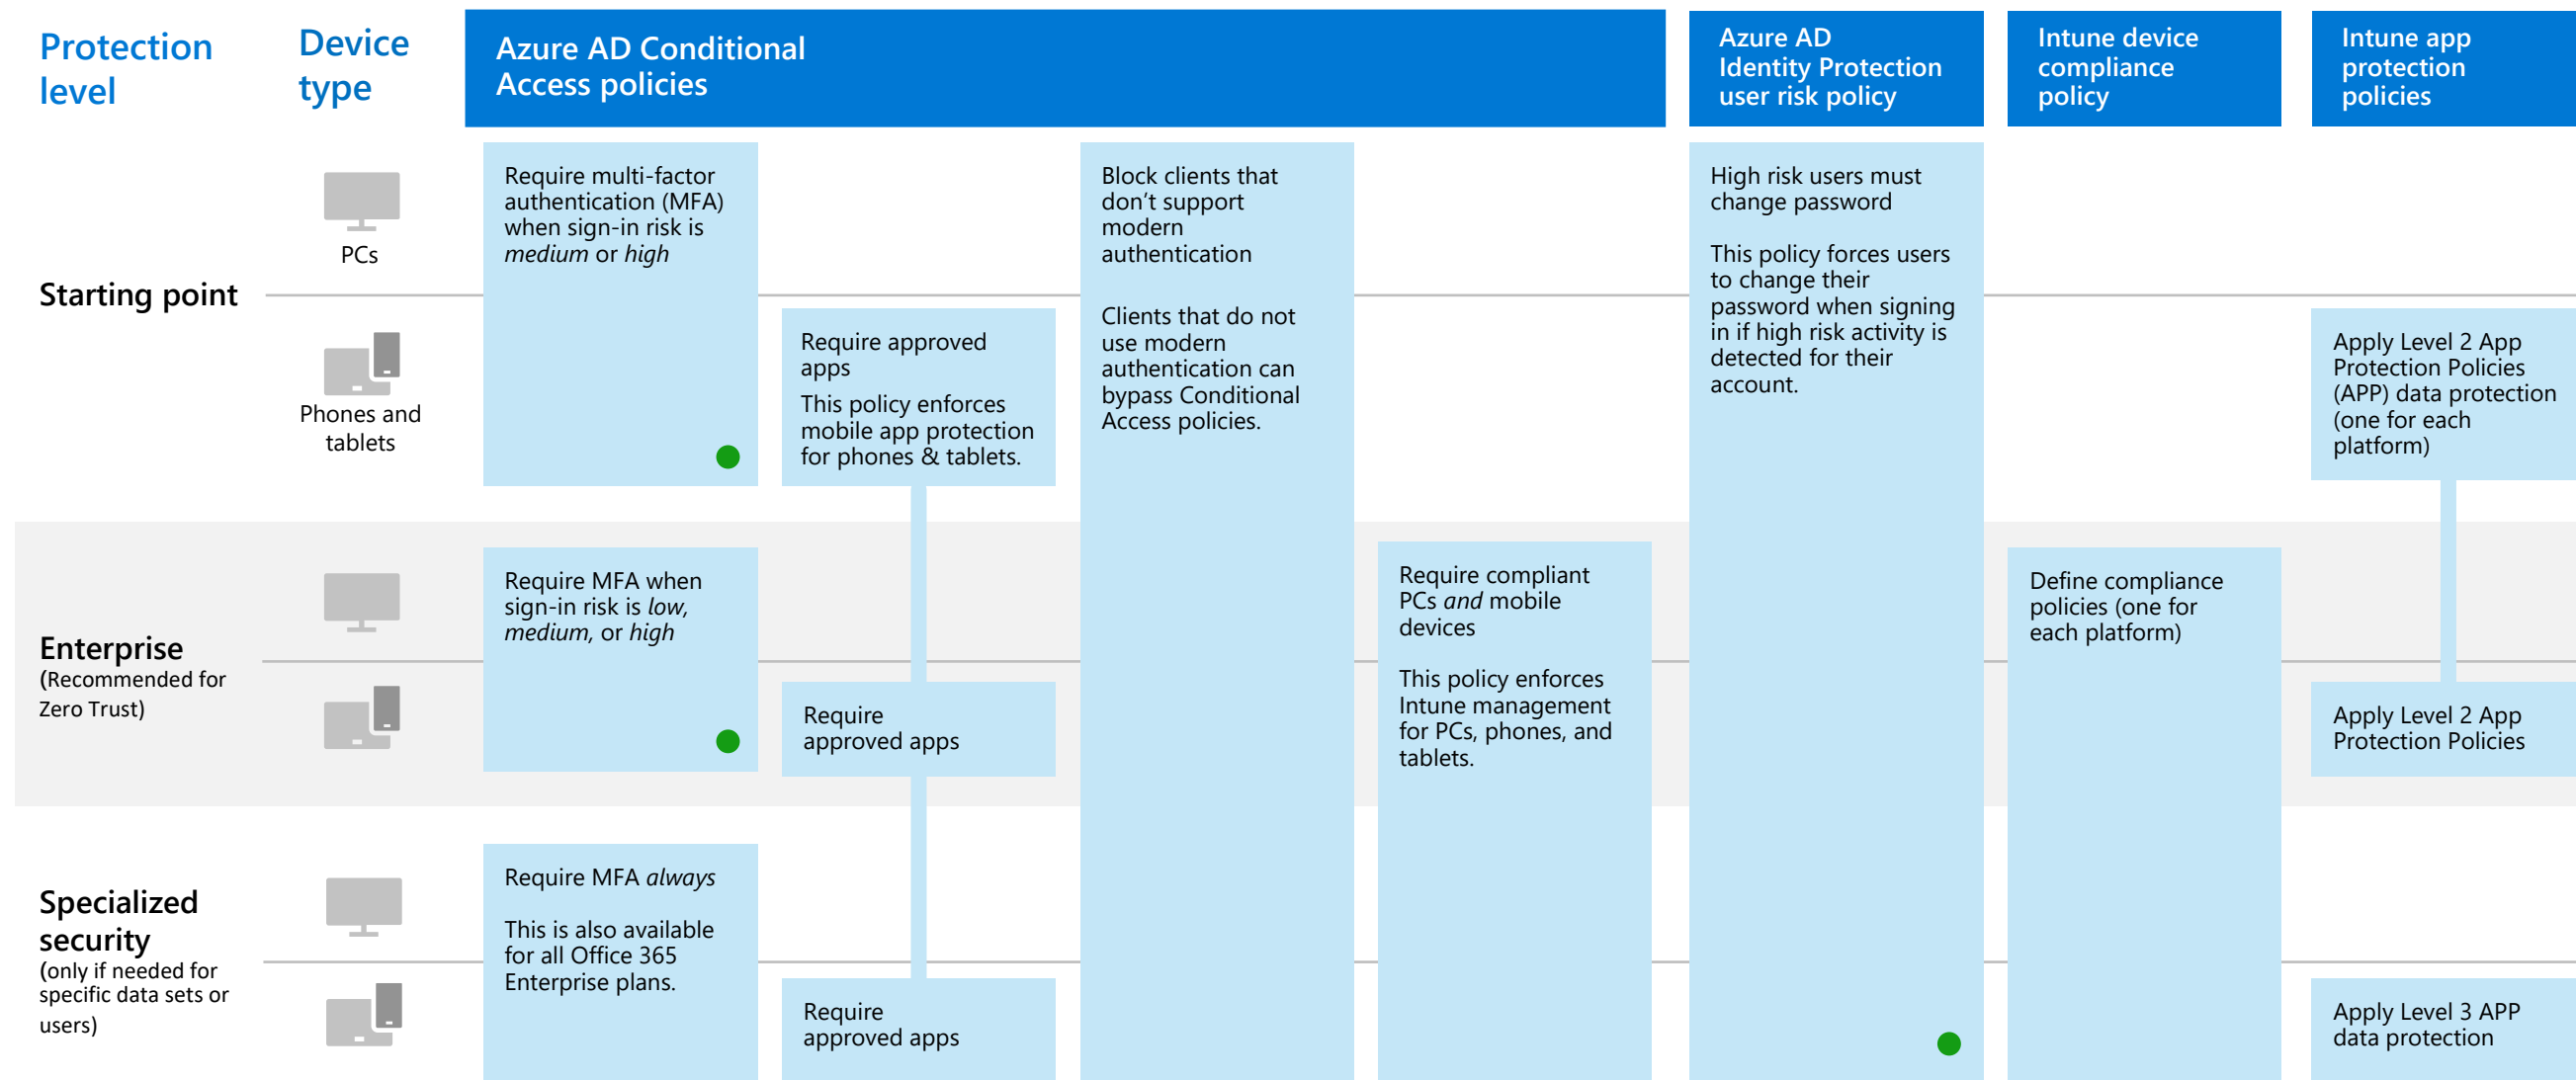 Protection
level
Device
type
Azure AD Conditional
Access policies
Azure AD
Identity Protection
user risk policy
Intune device
compliance
policy
Intune app
protection
policies
Starting point
PCs
Phones and
tablets
Require multi-factor
authentication (MFA)
when sign-in risk is
medium or high
Require approved
apps
This policy enforces
mobile app protection
for phones & tablets.
Block clients that
don’t support
modern
authentication
Clients that do not
use modern
authentication can
bypass Conditional
Access policies.
High risk users must
change password
This policy forces users
to change their
password when signing
in if high risk activity is
detected for their
account.
Apply Level 2 App
Protection Policies
(APP) data protection
(one for each
platform)
Enterprise
(Recommended for
Zero Trust)
Require MFA when
sign-in risk is low,
medium, or high
Require
approved apps
Require compliant
PCs and mobile
devices
This policy enforces
Intune management
for PCs, phones, and
tablets.
Define compliance
policies (one for
each platform)
Apply Level 2 App
Protection Policies
Specialized
security
(only if needed for
specific data sets or
users)
Require MFA always
This is also available
for all Office 365
Enterprise plans.
Require
approved apps
Apply Level 3 APP
data protection